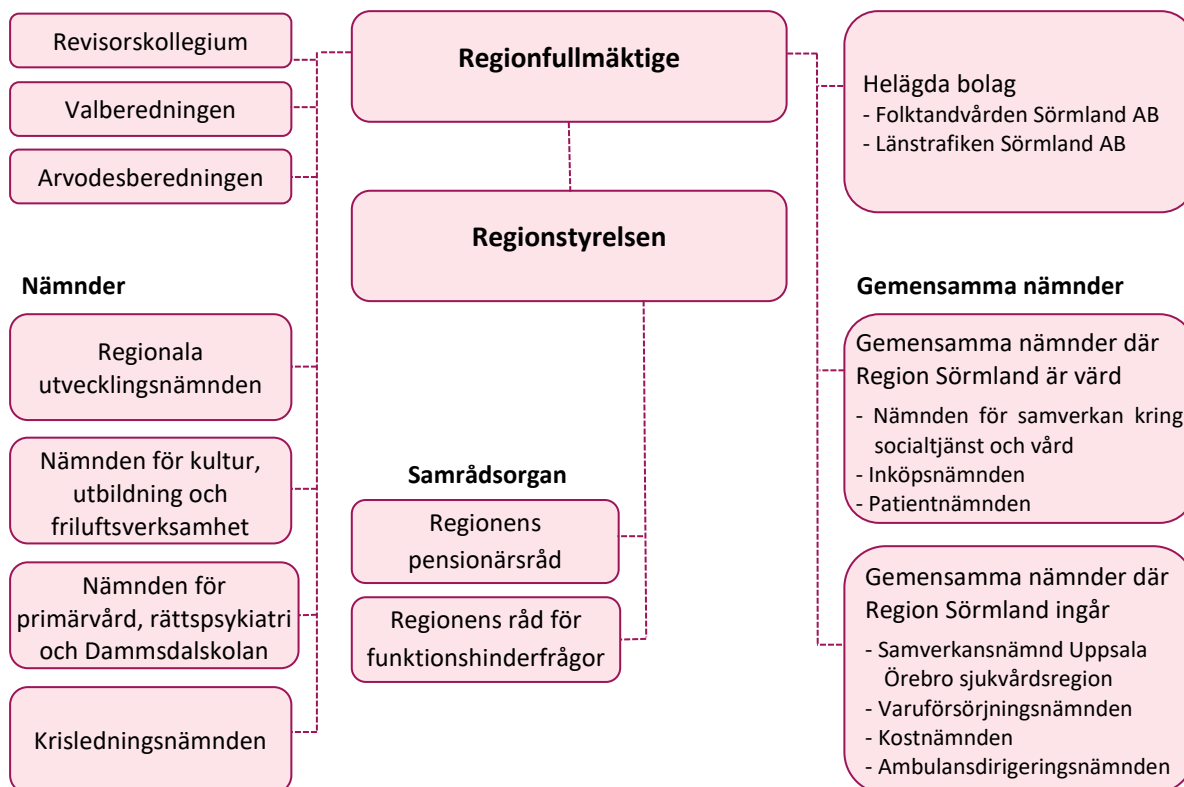 Revisorskollegium
Valberedningen
Arvodesberedningen
Regionfullmäktige
Regionstyrelsen
Helägda bolag
- Folktandvården Sörmland AB
- Länstrafiken Sörmland AB
Nämnder
Regionala
utvecklingsnämnden
Nämnden för kultur,
utbildning och
friluftsverksamhet
Nämnden för
primärvård, rättspsykiatri
och Dammsdalskolan
Krisledningsnämnden
Samrådsorgan
Regionens
pensionärsråd
Regionens råd för
funktionshinderfrågor
Gemensamma nämnder
Gemensamma nämnder där
Region Sörmland är värd
- Nämnden för samverkan kring
socialtjänst och vård
- Inköpsnämnden
- Patientnämnden
Gemensamma nämnder där
Region Sörmland ingår
- Samverkansnämnd Uppsala
Örebro sjukvårdsregion
- Varuförsörjningsnämnden
- Kostnämnden
- Ambulansdirigeringsnämnden